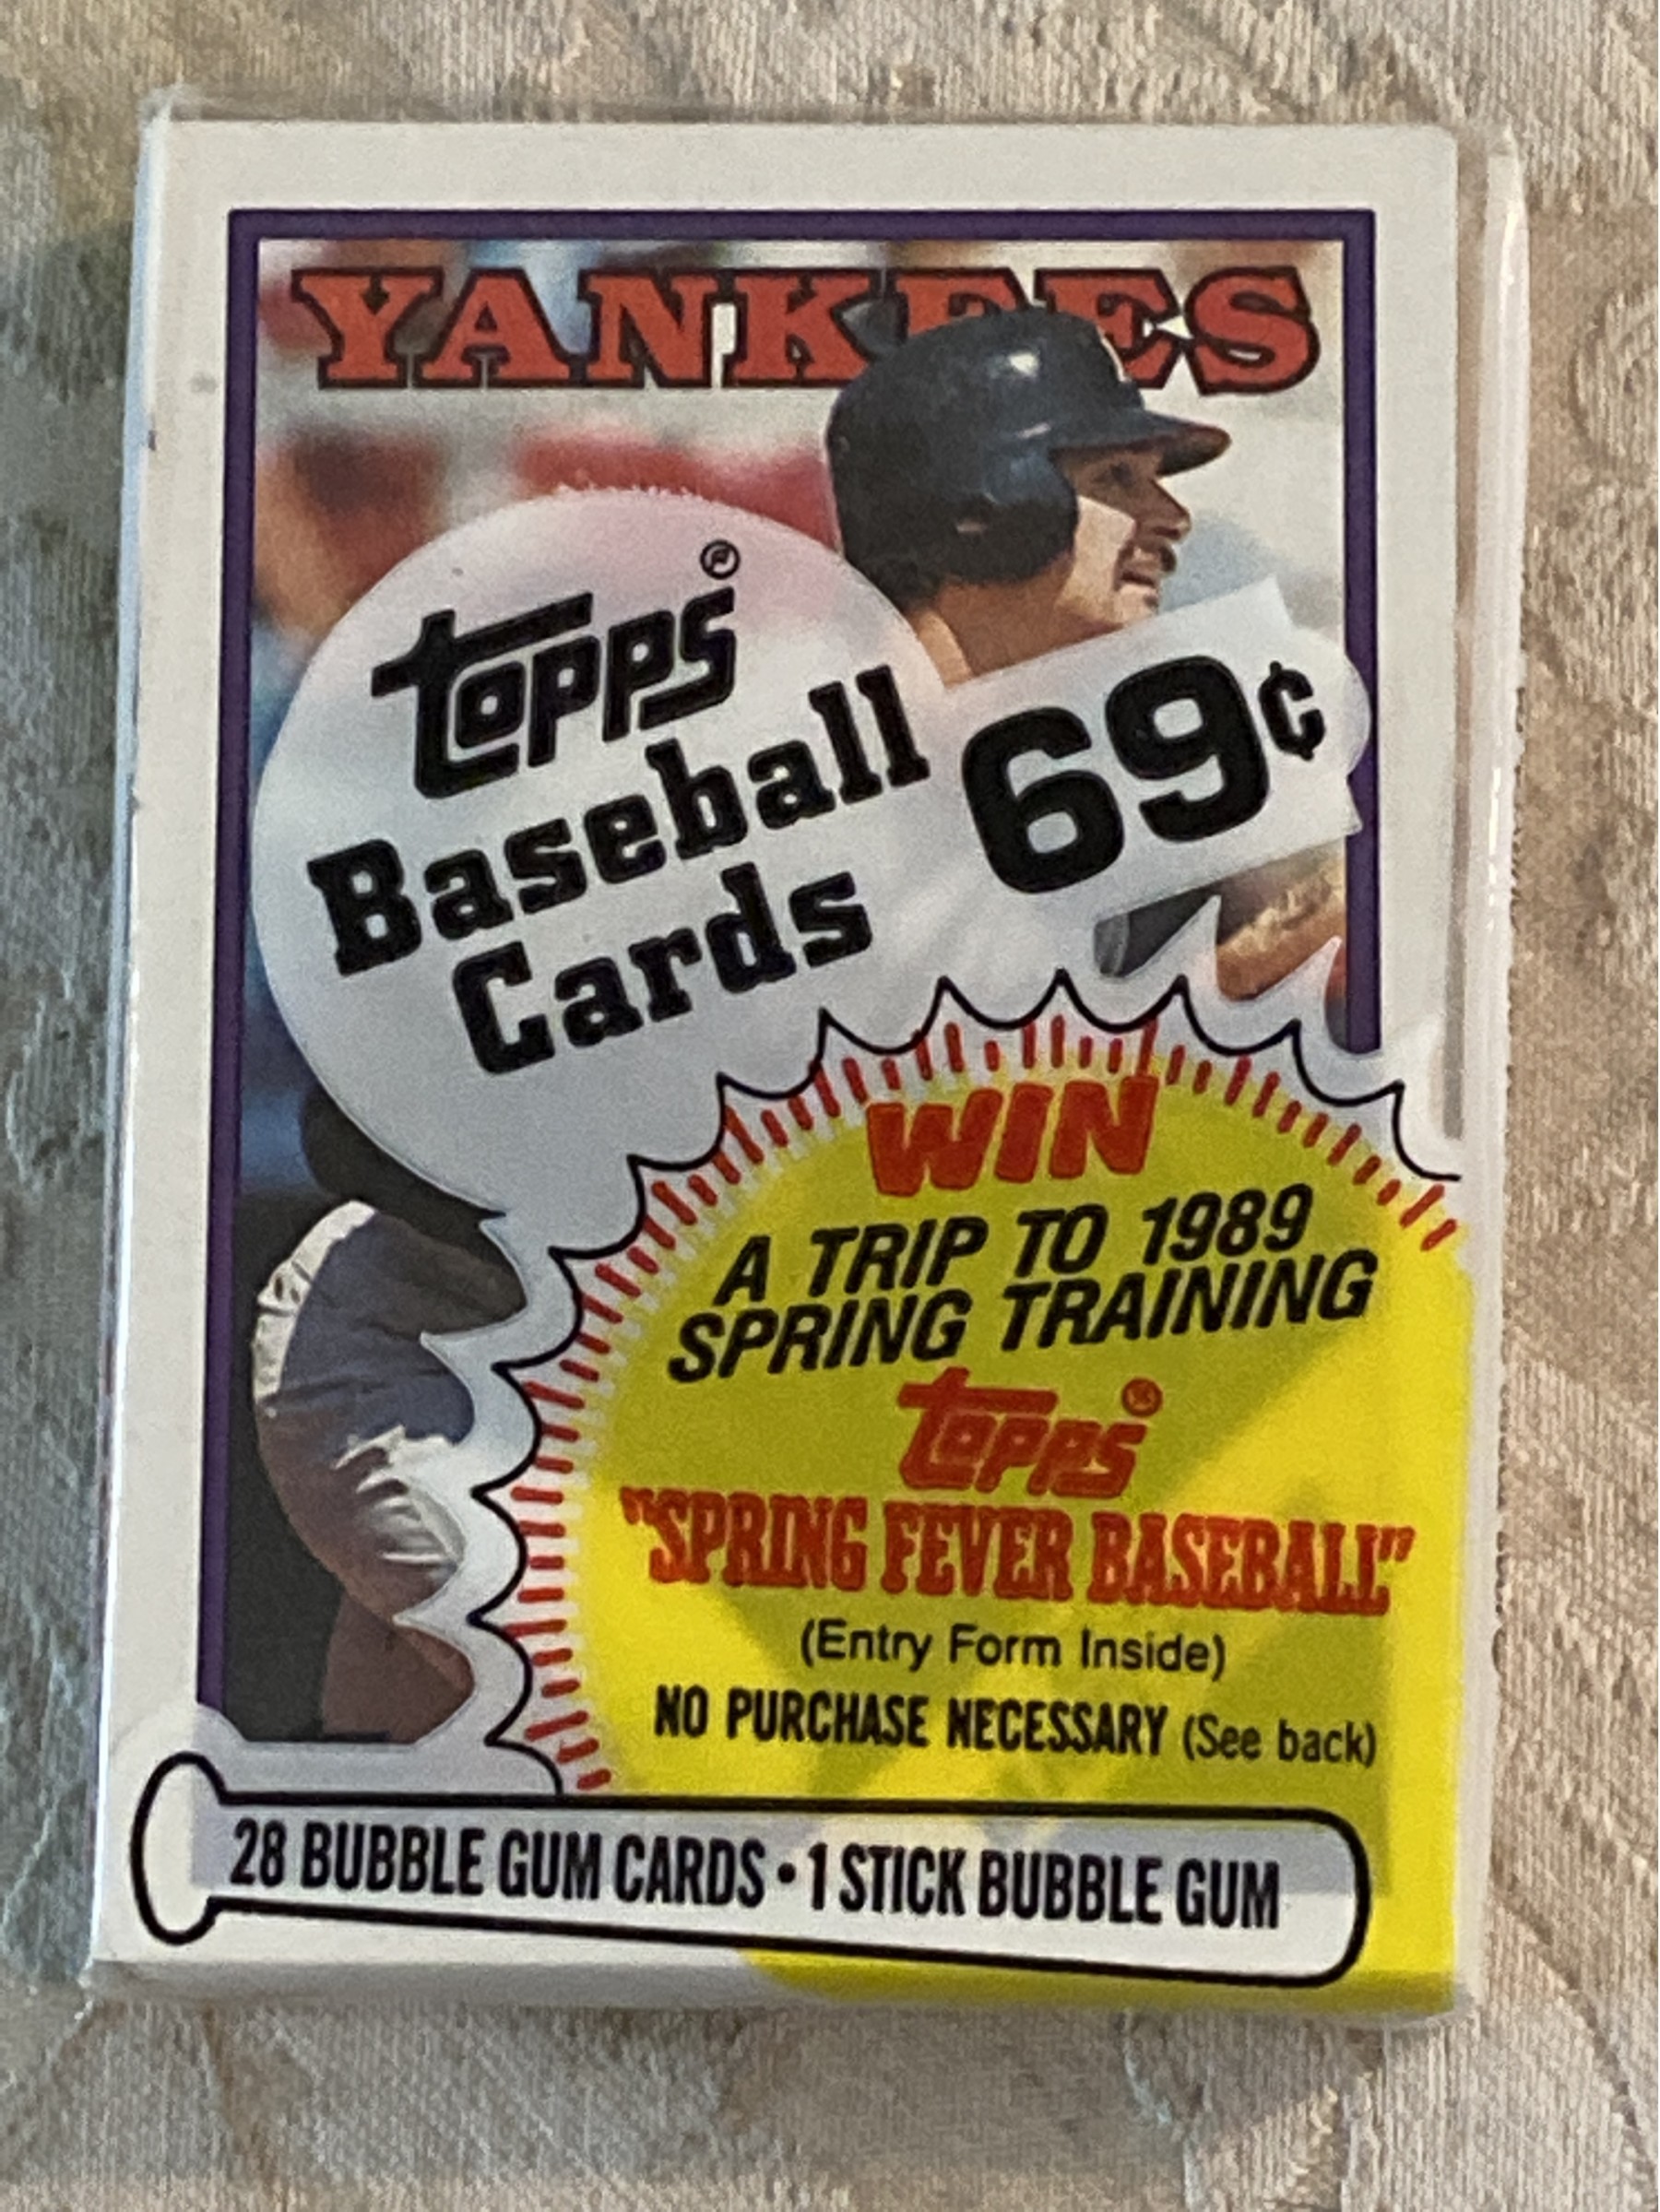 YANKEES
topps®
Baseball
Cards
69¢
WIN
A TRIP TO 1989
SPRING TRAINING
topps®
"SPRING FEVER BASEBALL"
(Entry Form Inside)
NO PURCHASE NECESSARY (See back)
28 BUBBLE GUM CARDS • 1 STICK BUBBLE GUM